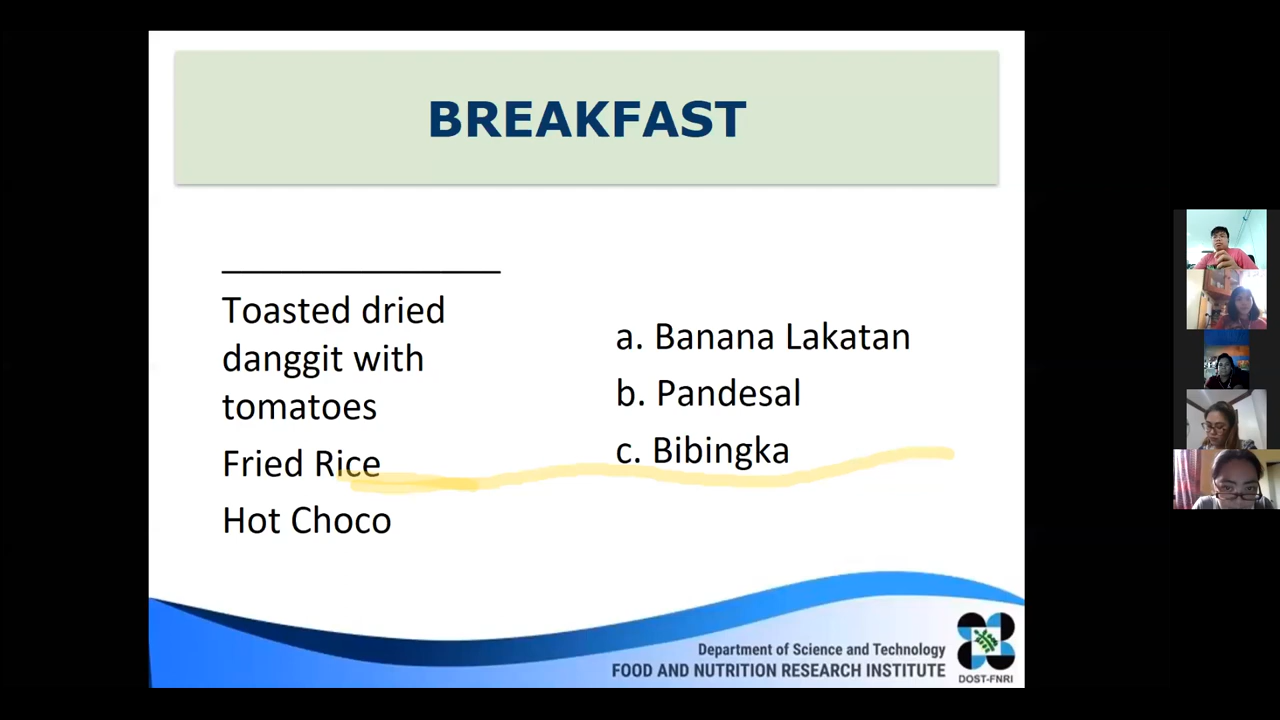 BREAKFAST
Toasted dried
danggit with
tomatoes
Fried Rice
Hot Choco
a. Banana Lakatan
b. Pandesal
c. Bibingka
Department of Science and Technology
FOOD AND NUTRITION RESEARCH INSTITUTE
DOST-FNRI